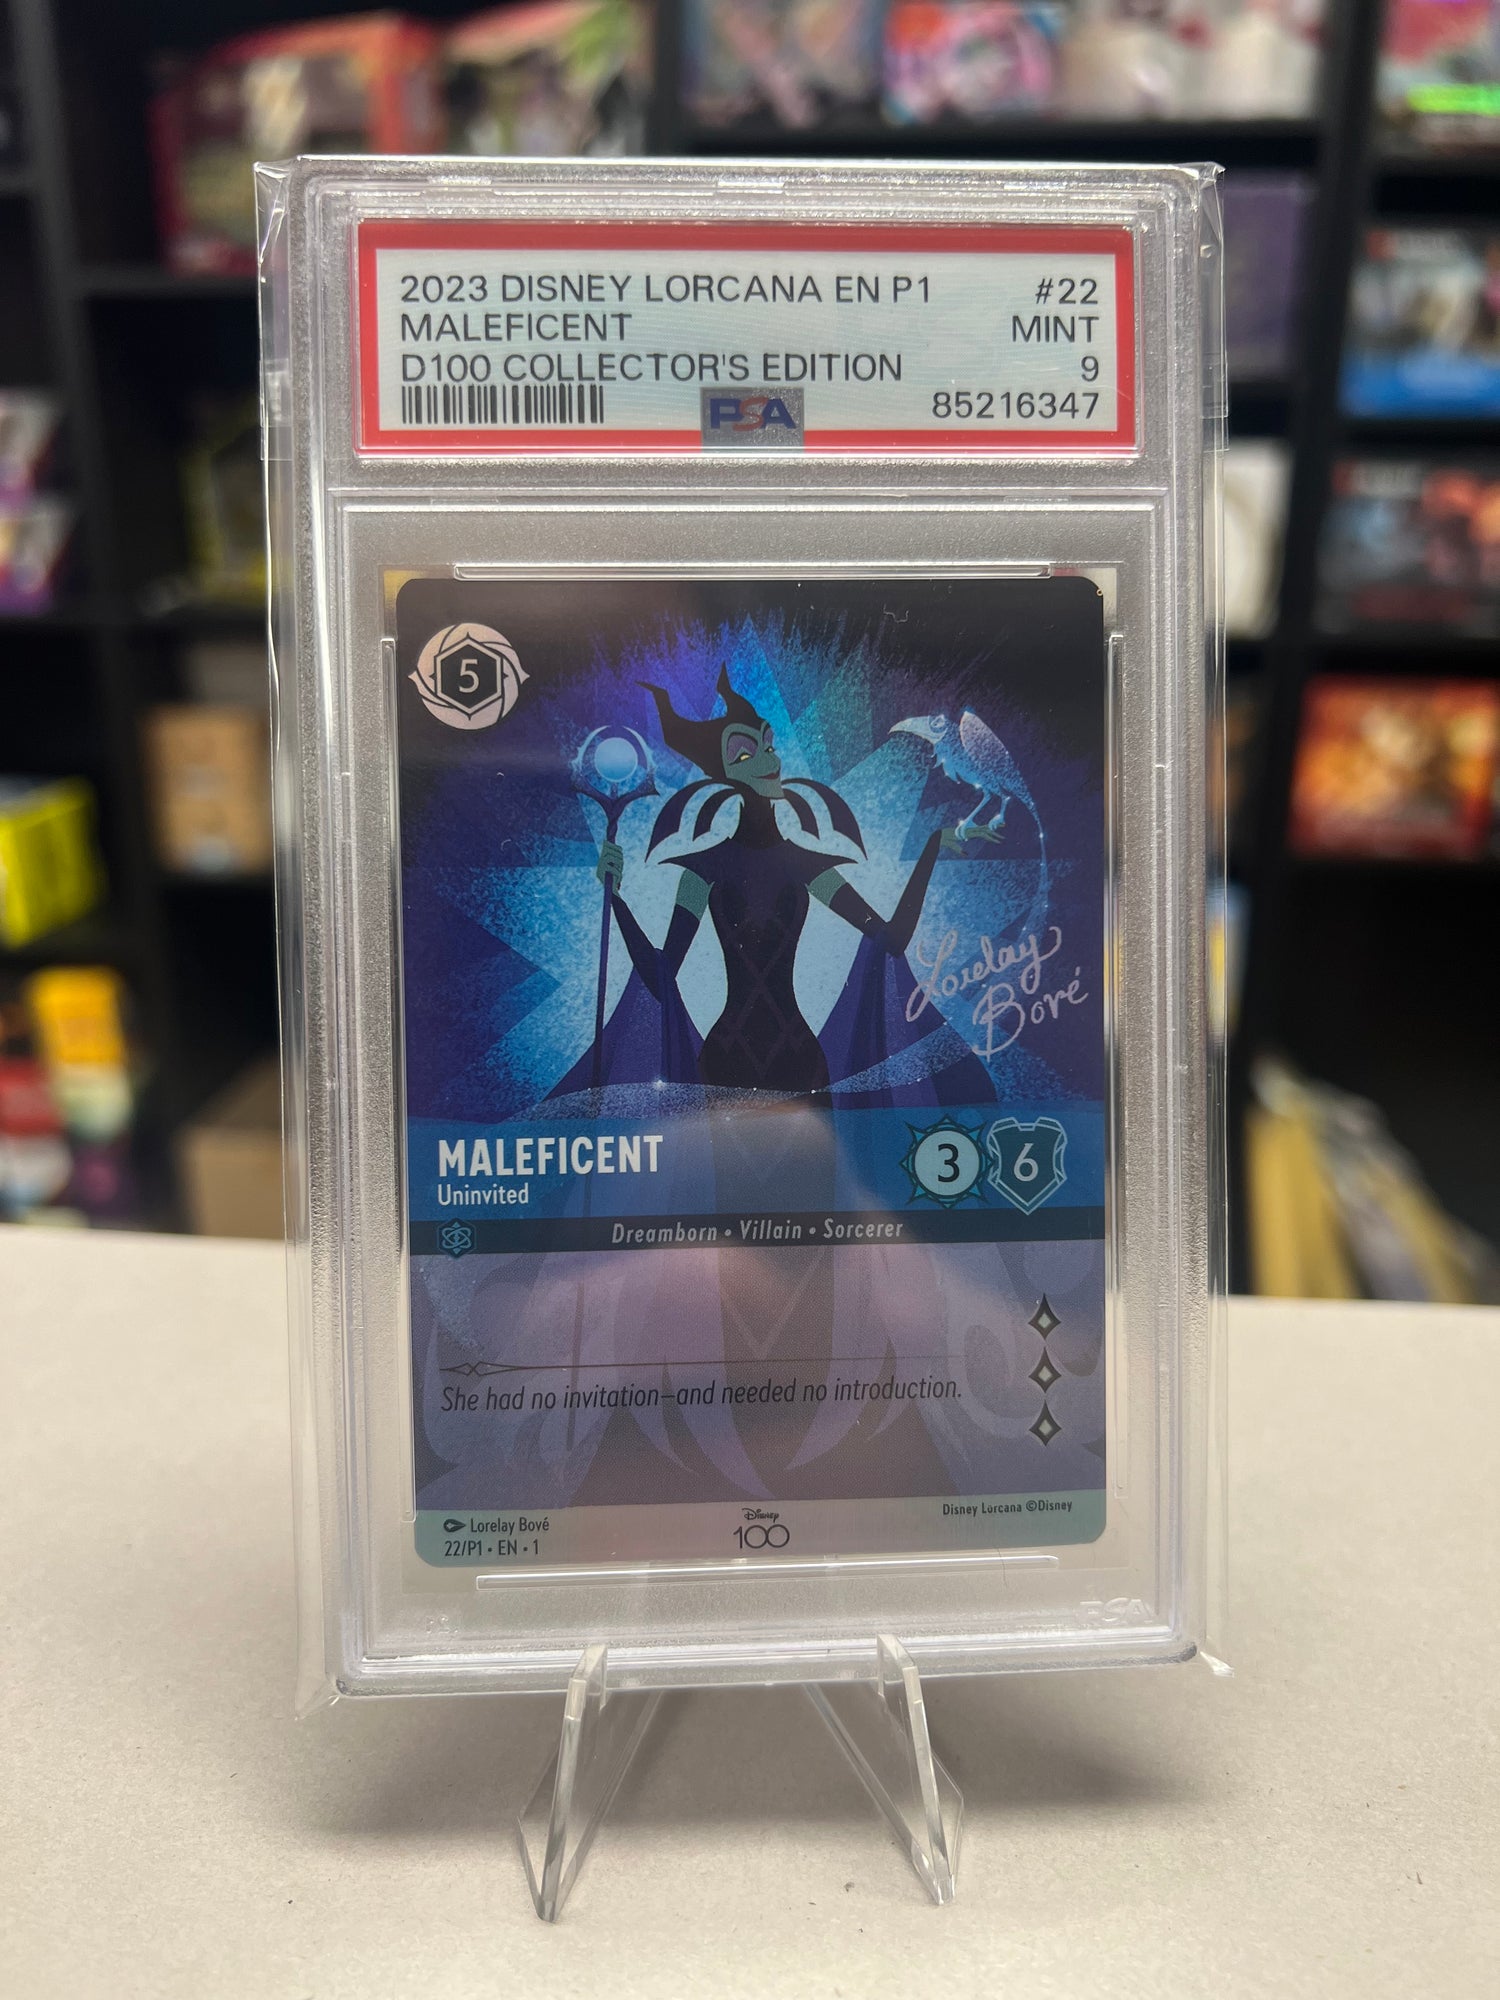 2023 DISNEY LORCANA EN P1 #22
MALEFICENT MINT
D100 COLLECTOR'S EDITION 9
PSA 85216347
5
Lorelay
Bové
MALEFICENT 3 6
Uninvited
Dreamborn • Villain • Sorcerer
She had no invitation—and needed no introduction.
Lorelay Bové
22/P1 • EN • 1
Disney
100
Disney Lorcana ©Disney
PSA